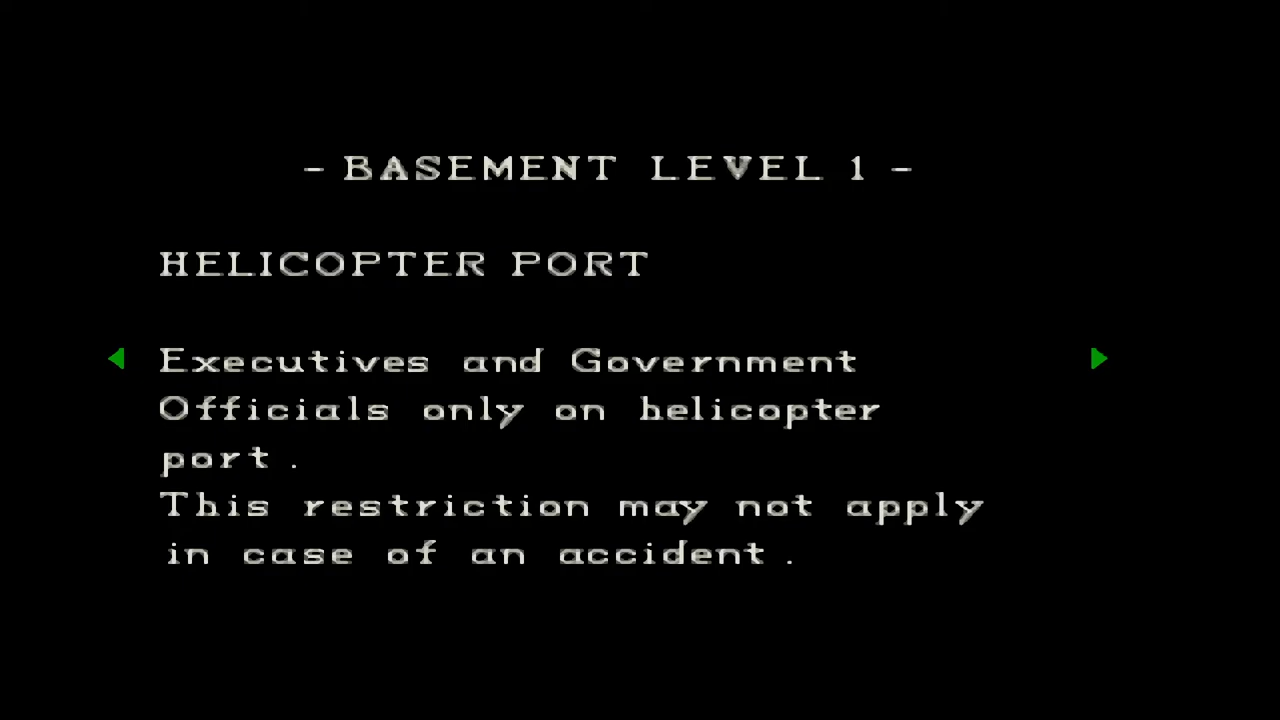 - BASEMENT LEVEL 1 -
HELICOPTER PORT
Executives and Government
Officials only on helicopter
port.
This restriction may not apply
in case of an accident.